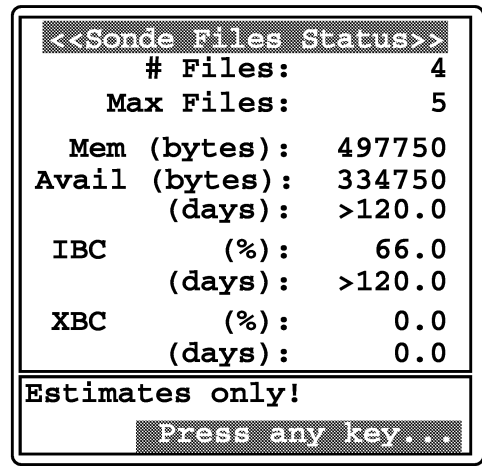 <<Sonde Files Status>>
# Files: 4
Max Files: 5
Mem (bytes): 497750
Avail (bytes): 334750
(days): >120.0
IBC (%): 66.0
(days): >120.0
XBC (%): 0.0
(days): 0.0
Estimates only!
Press any key...